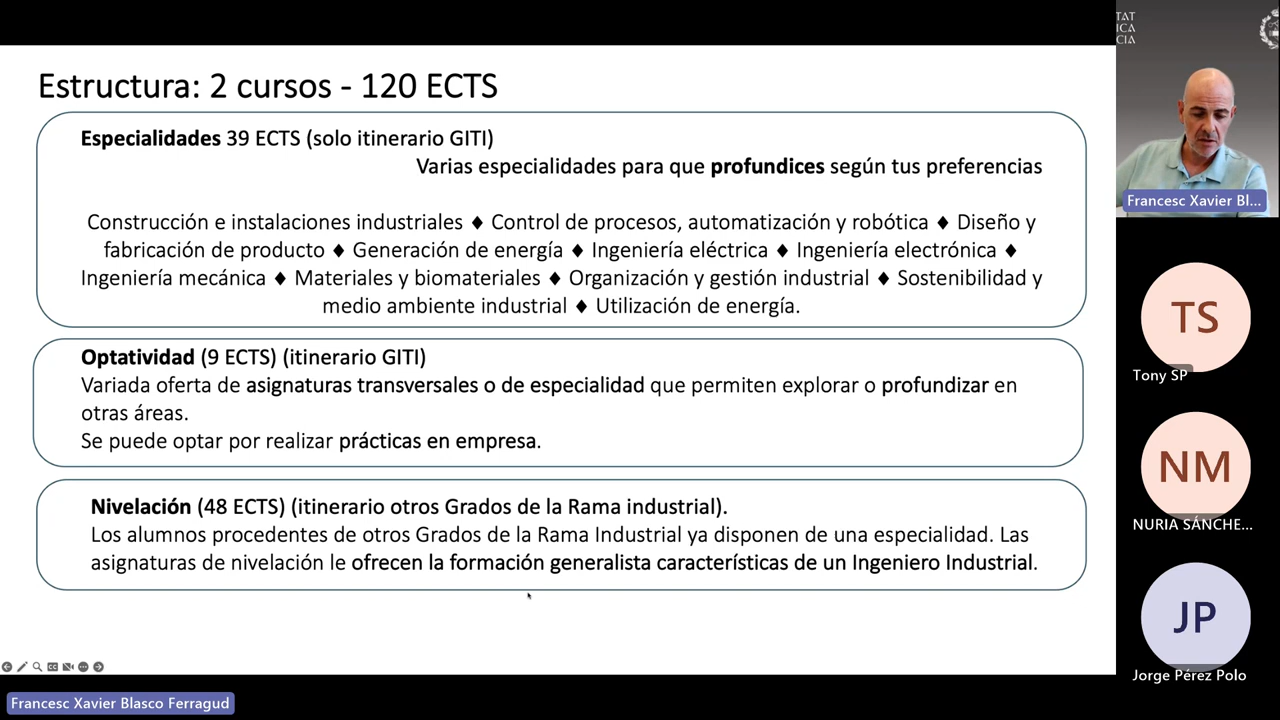 Estructura: 2 cursos - 120 ECTS
Especialidades 39 ECTS (solo itinerario GITI)
Varias especialidades para que profundices según tus preferencias
Construcción e instalaciones industriales ♦ Control de procesos, automatización y robótica ♦ Diseño y
fabricación de producto ♦ Generación de energía ♦ Ingeniería eléctrica ♦ Ingeniería electrónica ♦
Ingeniería mecánica ♦ Materiales y biomateriales ♦ Organización y gestión industrial ♦ Sostenibilidad y
medio ambiente industrial ♦ Utilización de energía.
Optatividad (9 ECTS) (itinerario GITI)
Variada oferta de asignaturas transversales o de especialidad que permiten explorar o profundizar en
otras áreas.
Se puede optar por realizar prácticas en empresa.
Nivelación (48 ECTS) (itinerario otros Grados de la Rama industrial).
Los alumnos procedentes de otros Grados de la Rama Industrial ya disponen de una especialidad. Las
asignaturas de nivelación le ofrecen la formación generalista características de un Ingeniero Industrial.
Francesc Xavier Blasco Ferragud
TAT
ICA
CIA
Francesc Xavier Bl...
TS
Tony SP
NM
NURIA SÁNCHE...
JP
Jorge Pérez Polo